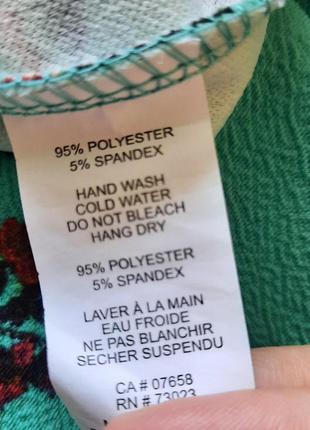 95% POLYESTER
5% SPANDEX
HAND WASH
COLD WATER
DO NOT BLEACH
HANG DRY
95% POLYESTER
5% SPANDEX
LAVER À LA MAIN
EAU FROIDE
NE PAS BLANCHIR
SECHER SUSPENDU
CA # 07658
RN # 73023